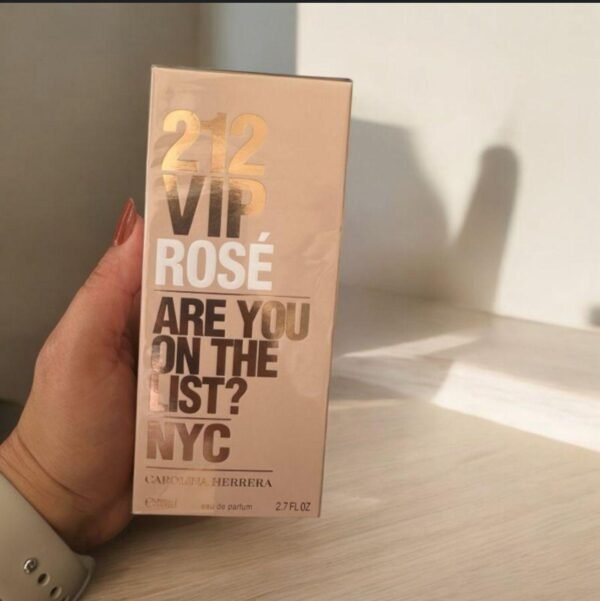 212
VIP
ROSÉ
ARE YOU
ON THE
LIST?
NYC
CAROLINA HERRERA
eau de parfum 2.7 FL OZ